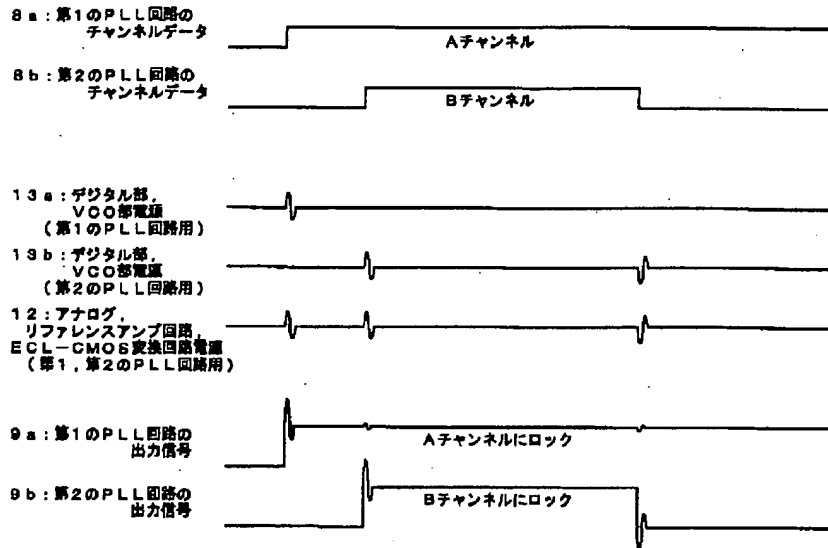 8a：第1のPLL回路の
チャンネルデータ
Aチャンネル
8b：第2のPLL回路の
チャンネルデータ
Bチャンネル
13a：デジタル部，
VCO部電源
（第1のPLL回路用）
13b：デジタル部，
VCO部電源
（第2のPLL回路用）
12：アナログ，
リファレンスアンプ回路，
ECL－CMOS変換回路電源
（第1，第2のPLL回路用）
9a：第1のPLL回路の
出力信号
Aチャンネルにロック
9b：第2のPLL回路の
出力信号
Bチャンネルにロック